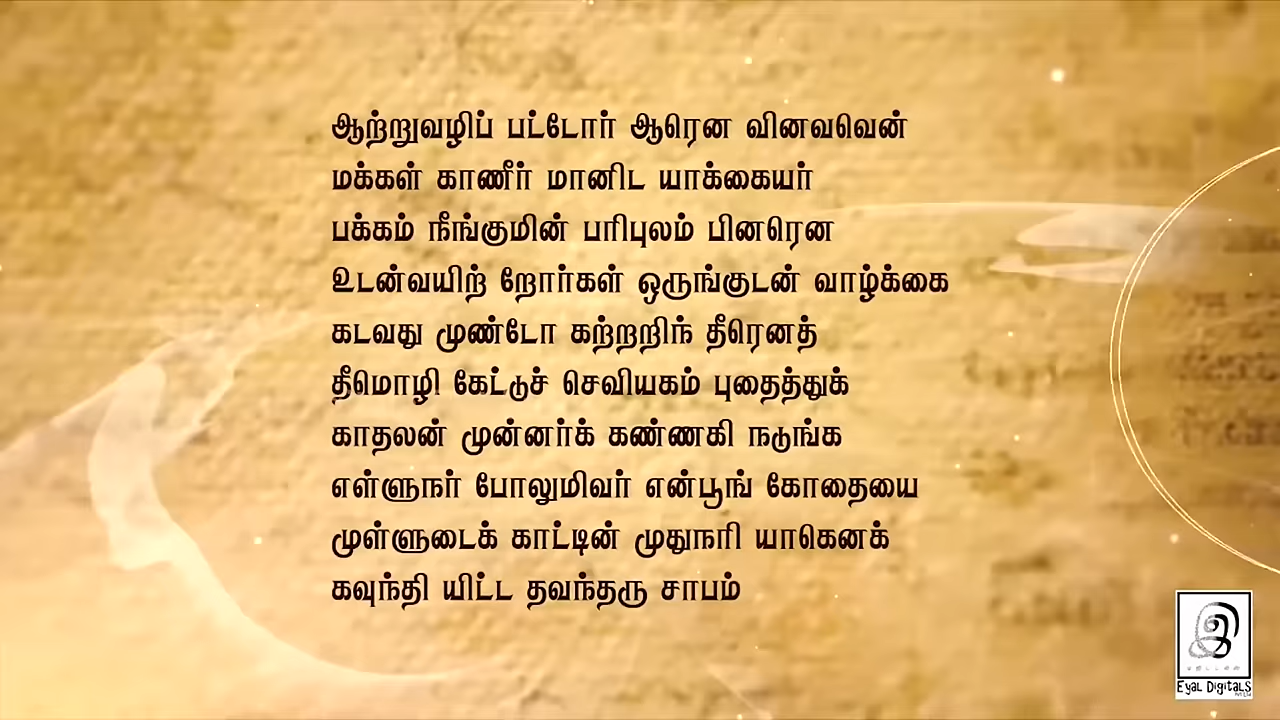 ஆற்றுவழிப் பட்டோர் ஆரென வினவவென்
மக்கள் காணீர் மானிட யாக்கையர்
பக்கம் நீங்குமின் பரிபுலம் பினரென
உடன்வயிற் றோர்கள் ஒருங்குடன் வாழ்க்கை
கடவது முண்டோ கற்றறிந் தீரெனத்
தீமொழி கேட்டுச் செவியகம் புதைத்துக்
காதலன் முன்னர்க் கண்ணகி நடுங்க
எள்ளுநர் போலுமிவர் என்பூங் கோதையை
முள்ளுடைக் காட்டின் முதுநரி யாகெனக்
கவுந்தி யிட்ட தவந்தரு சாபம்
Eyal Digitals